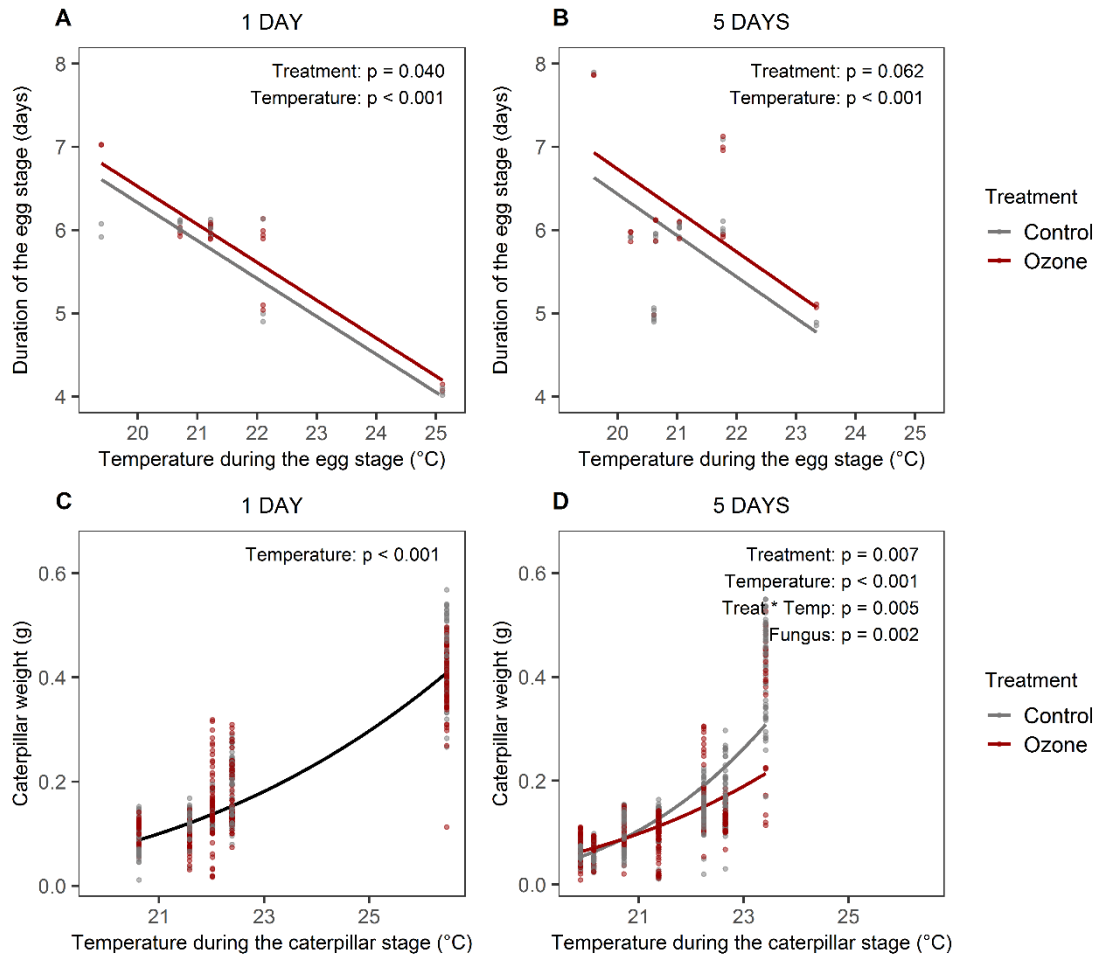 A
1 DAY
Treatment: p = 0.040
Temperature: p < 0.001
8
7
6
5
4
Duration of the egg stage (days)
20 21 22 23 24 25
Temperature during the egg stage (°C)
B
5 DAYS
Treatment: p = 0.062
Temperature: p < 0.001
8
7
6
5
4
Duration of the egg stage (days)
20 21 22 23 24 25
Temperature during the egg stage (°C)
Treatment
Control
Ozone
C
1 DAY
Temperature: p < 0.001
0.6
0.4
0.2
0.0
Caterpillar weight (g)
21 23 25
Temperature during the caterpillar stage (°C)
D
5 DAYS
Treatment: p = 0.007
Temperature: p < 0.001
Treat * Temp: p = 0.005
Fungus: p = 0.002
0.6
0.4
0.2
0.0
Caterpillar weight (g)
21 23 25
Temperature during the caterpillar stage (°C)
Treatment
Control
Ozone